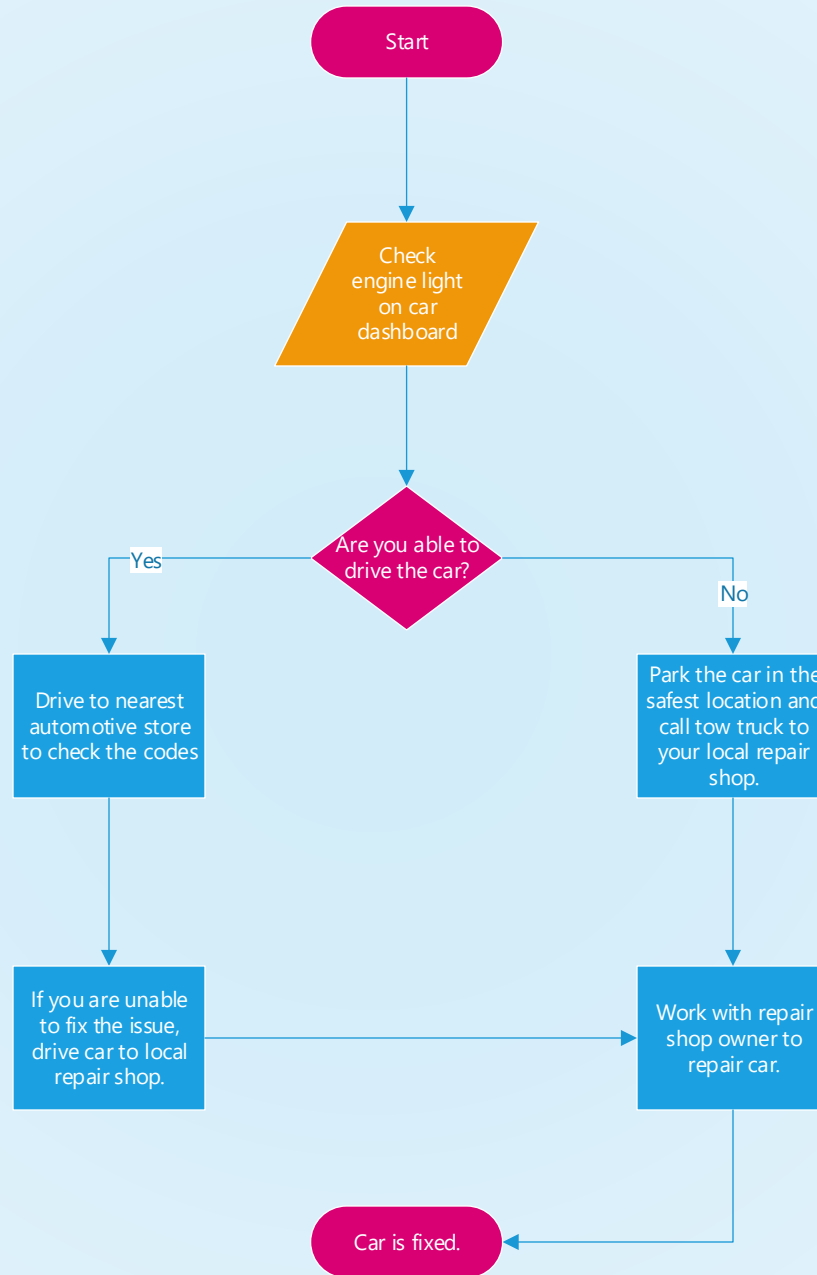 Start
Check
engine light
on car
dashboard
Are you able to
drive the car?
Yes
No
Drive to nearest
automotive store
to check the codes
Park the car in the
safest location and
call tow truck to
your local repair
shop.
If you are unable
to fix the issue,
drive car to local
repair shop.
Work with repair
shop owner to
repair car.
Car is fixed.